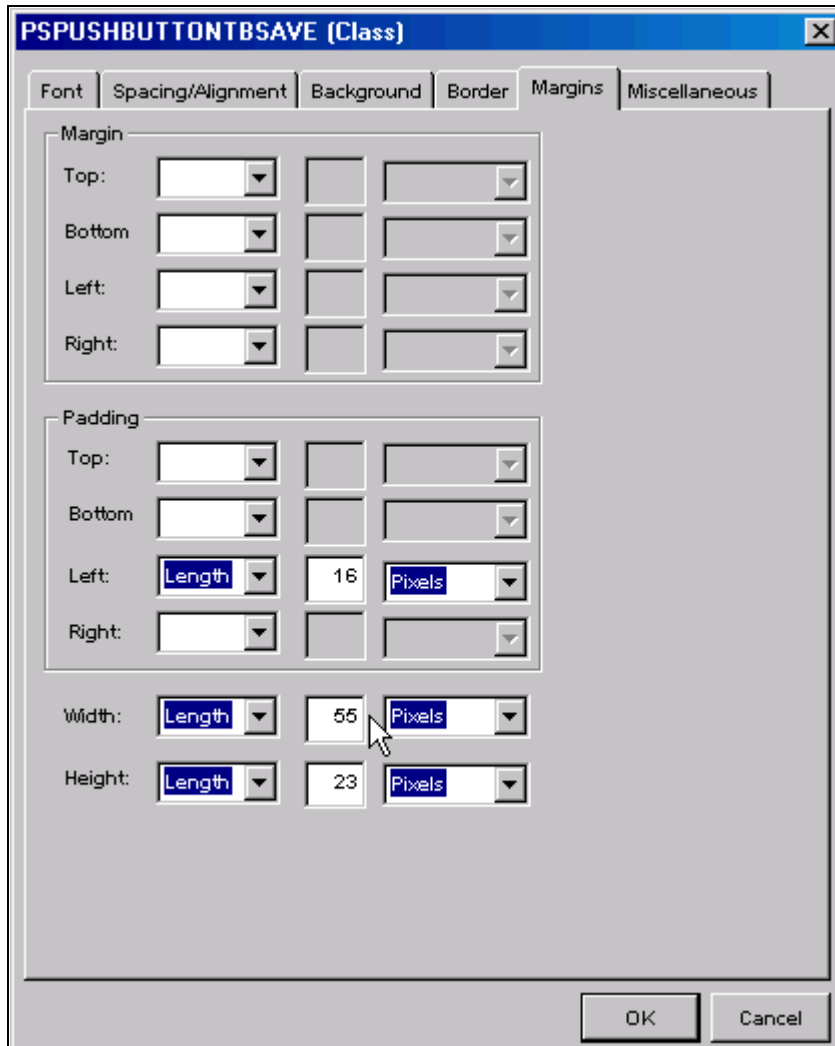 PSPUSHBUTTONTBSAVE (Class)
Font Spacing/Alignment Background Border Margins Miscellaneous
Margin
Top:
Bottom
Left:
Right:
Padding
Top:
Bottom
Left: Length 16 Pixels
Right:
Width: Length 55 Pixels
Height: Length 23 Pixels
OK Cancel